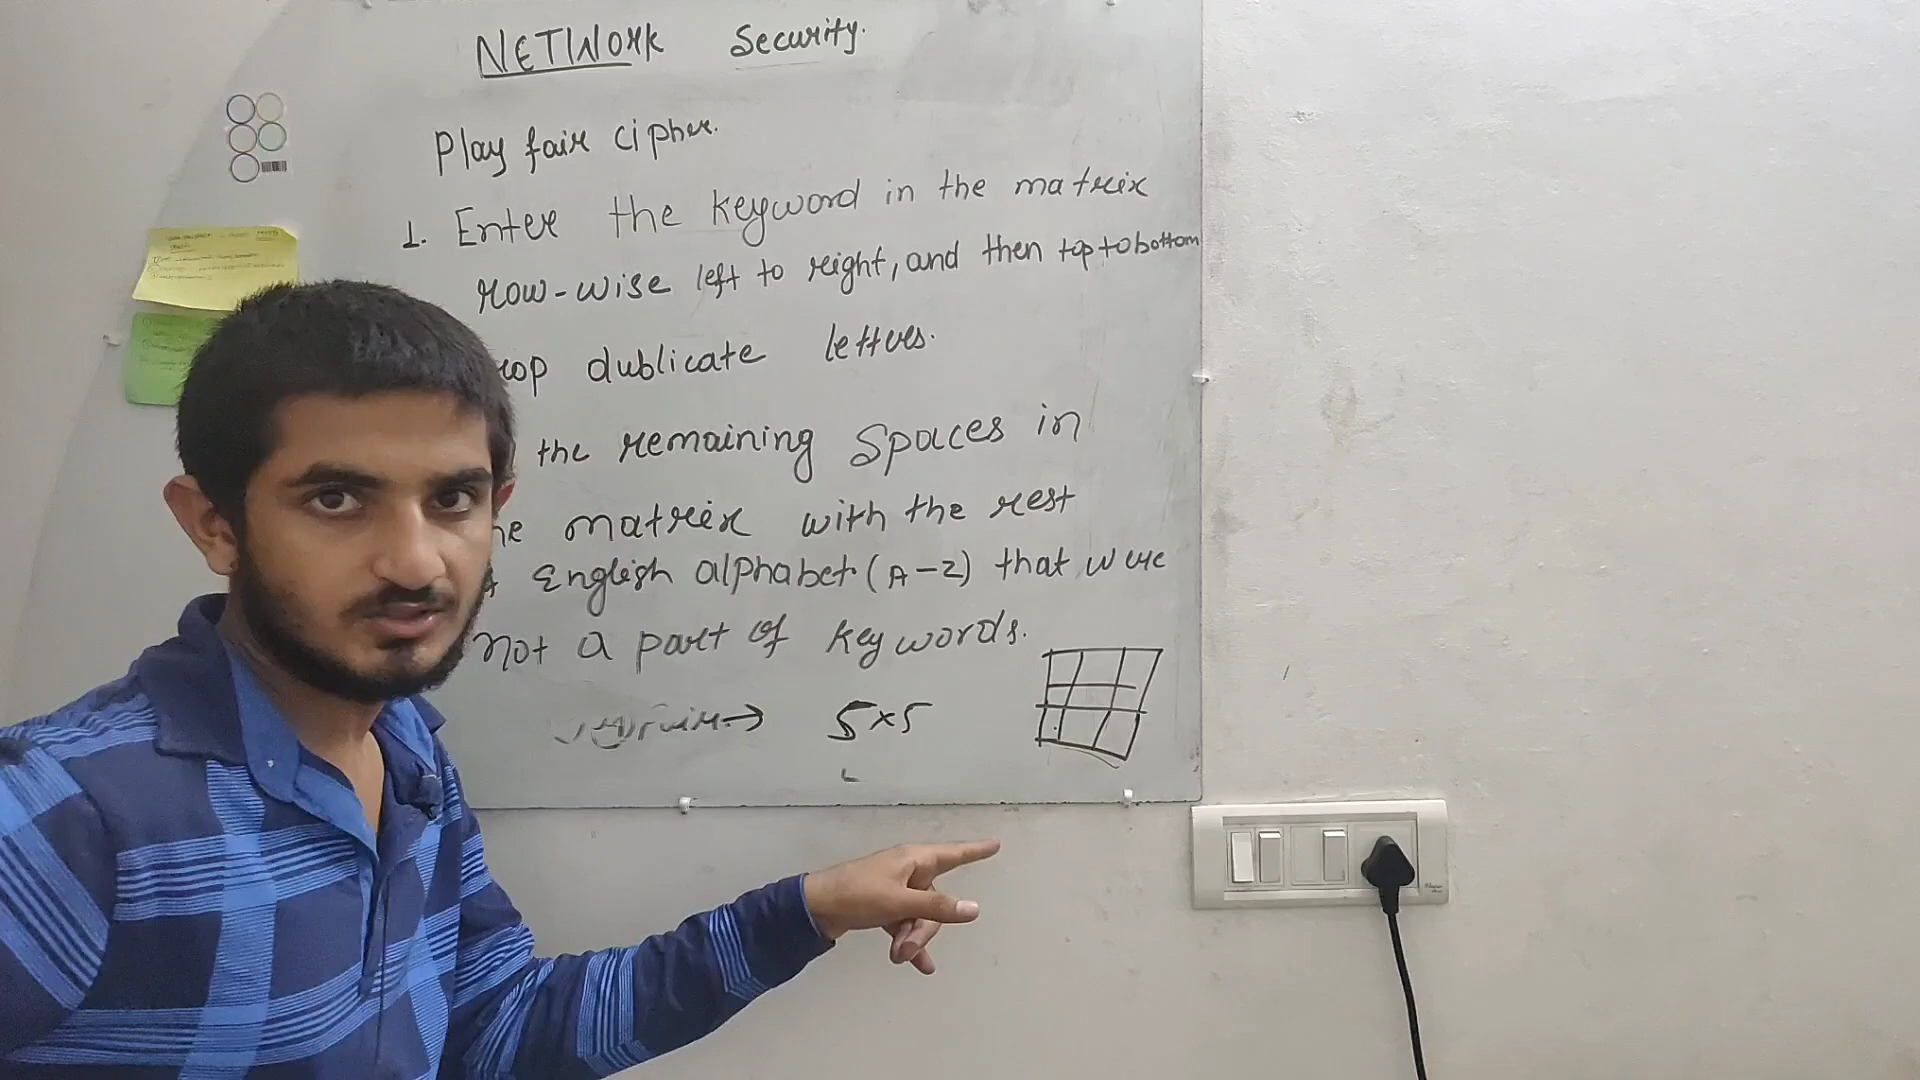 NETWork Security.
Play fair cipher.
1. Enter the keyword in the matrix
row-wise left to right, and then top to bottom
dublicate letters.
the remaining spaces in
matrix with the rest
English alphabet (A-Z) that were
not a part of keywords.
→ 5x5